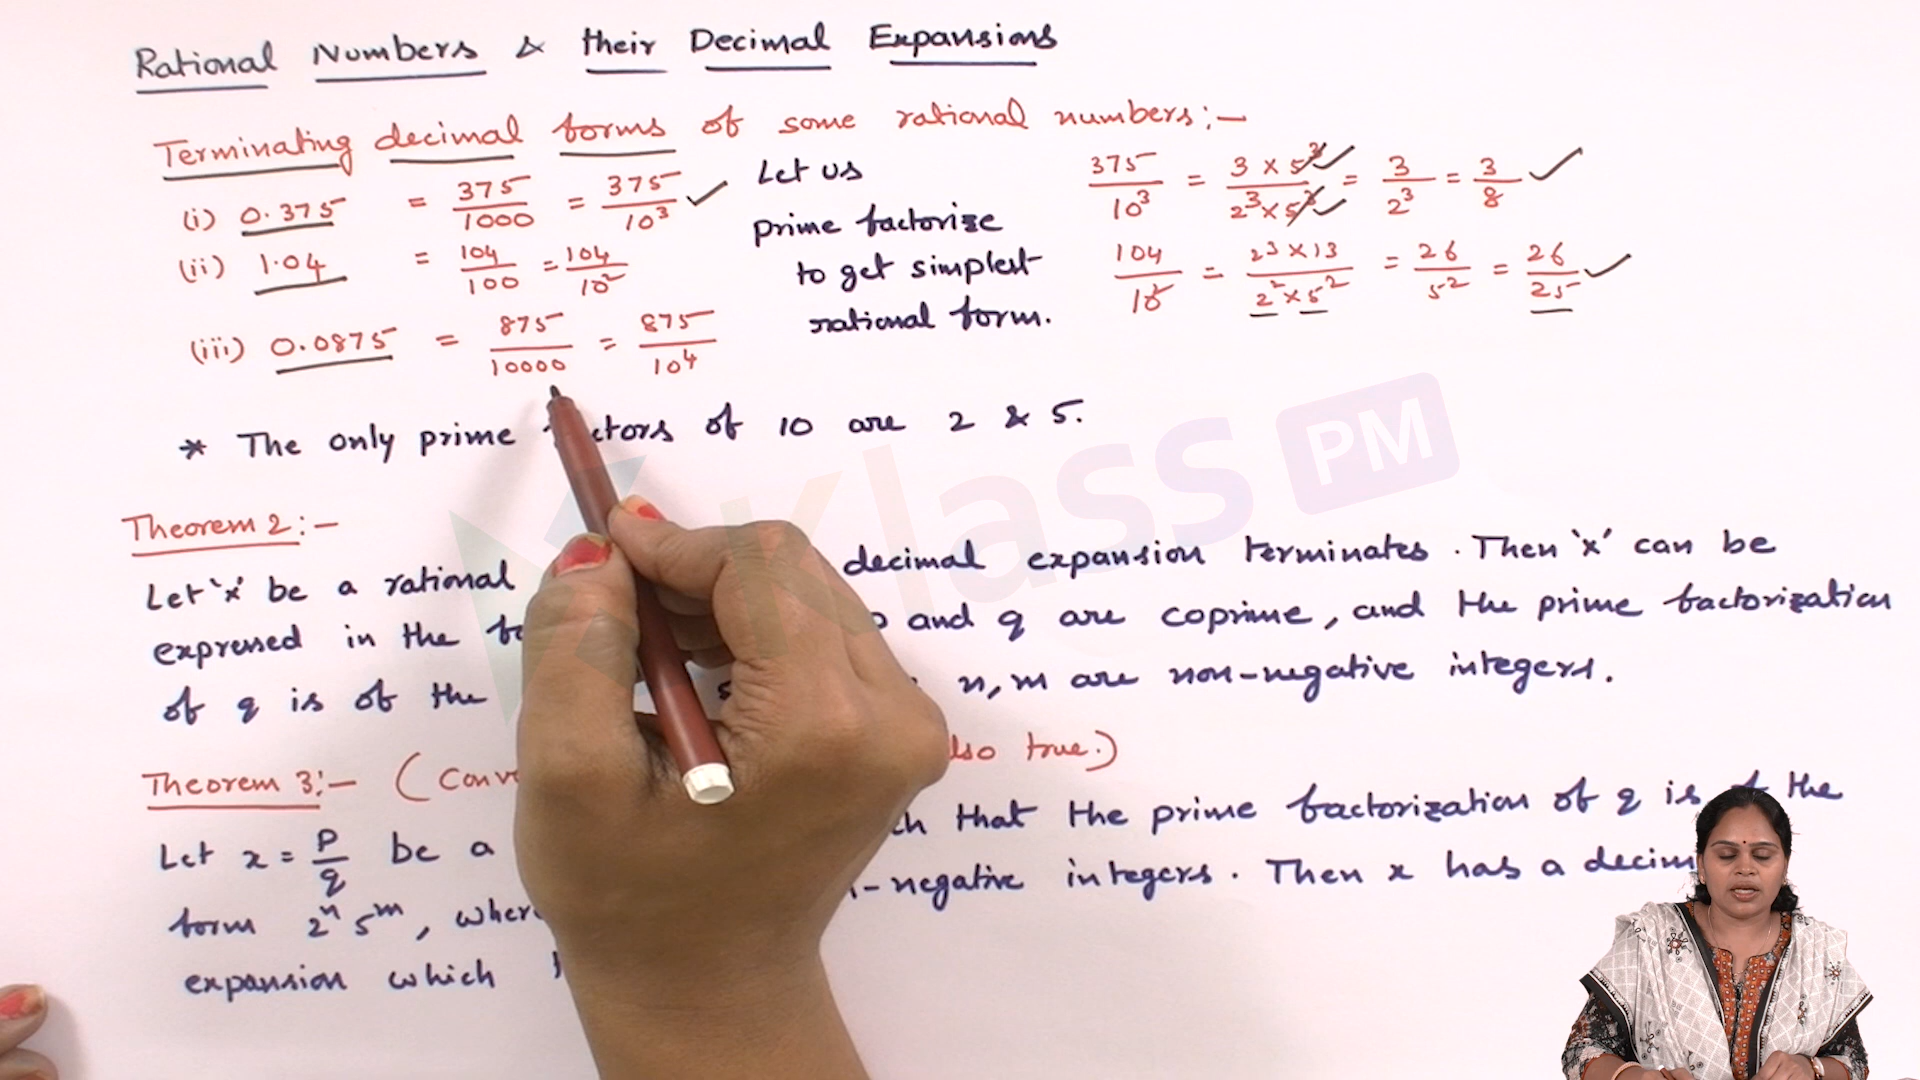 Rational Numbers & their Decimal Expansions
Terminating decimal forms of some rational numbers:-
(i) 0.375 = 375/1000 = 375/10³ ✓
(ii) 1.04 = 104/100 = 104/10²
(iii) 0.0875 = 875/10000 = 875/10⁴
Let us
prime factorize
to get simplest
rational form.
375/10³ = 3 × 5³/2³ × 5³ = 3/2³ = 3/8 ✓
104/10² = 2³ × 13/2² × 5² = 26/5² = 26/25 ✓
* The only prime of 10 are 2 & 5.
Klass PM
Theorem 2:-
Let 'x' be a rational decimal expansion terminates. Then 'x' can be
expressed in the and q are coprime, and the prime factorization
of q is of the n, m are non-negative integers.
Theorem 3:- ( true.)
Let x = p/q be a that the prime factorization of q is the
form 2ⁿ 5ᵐ, -negative integers. Then x has a
expansion which